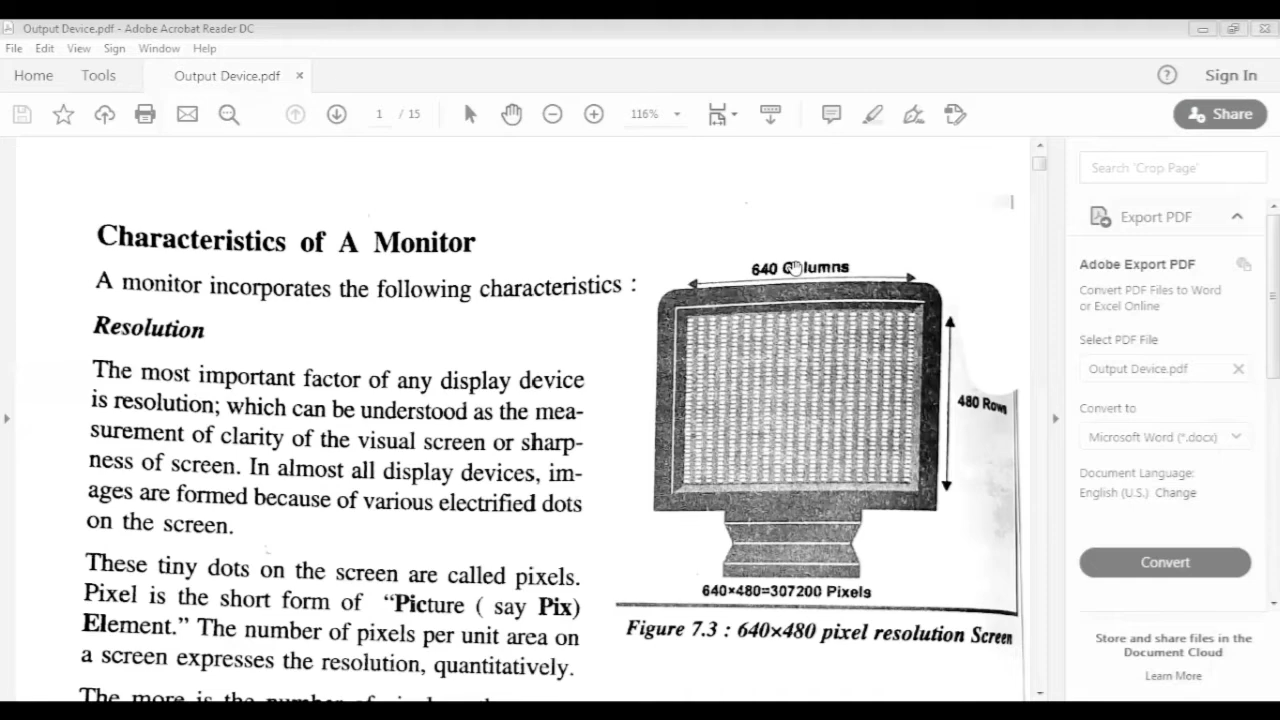 Output Device.pdf - Adobe Acrobat Reader DC
File Edit View Sign Window Help
Home Tools Output Device.pdf × Sign In
1 / 15 116% Share
Characteristics of A Monitor
A monitor incorporates the following characteristics :
Resolution
The most important factor of any display device
is resolution; which can be understood as the mea-
surement of clarity of the visual screen or sharp-
ness of screen. In almost all display devices, im-
ages are formed because of various electrified dots
on the screen.
These tiny dots on the screen are called pixels.
Pixel is the short form of "Picture ( say Pix)
Element." The number of pixels per unit area on
a screen expresses the resolution, quantitatively.
The more is the number of
640 Columns
480 Rows
640×480=307200 Pixels
Figure 7.3 : 640×480 pixel resolution Screen
Search 'Crop Page'
Export PDF
Adobe Export PDF
Convert PDF Files to Word
or Excel Online
Select PDF File
Output Device.pdf
Convert to
Microsoft Word (*.docx)
Document Language:
English (U.S.) Change
Convert
Store and share files in the
Document Cloud
Learn More